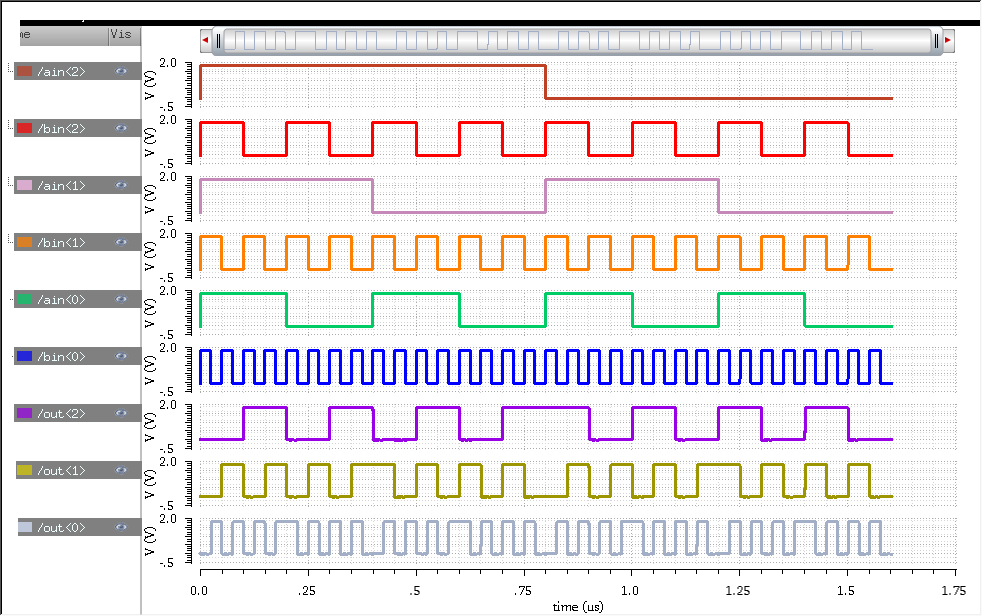 Vis
/ain<2>
2.0
-.5
V (V)
/bin<2>
2.0
-.5
V (V)
/ain<1>
2.0
-.5
V (V)
/bin<1>
2.0
-.5
V (V)
/ain<0>
2.0
-.5
V (V)
/bin<0>
2.0
-.5
V (V)
/out<2>
2.0
-.5
V (V)
/out<1>
2.0
-.5
V (V)
/out<0>
2.0
-.5
V (V)
0.0 .25 .5 .75 1.0 1.25 1.5 1.75
time (us)